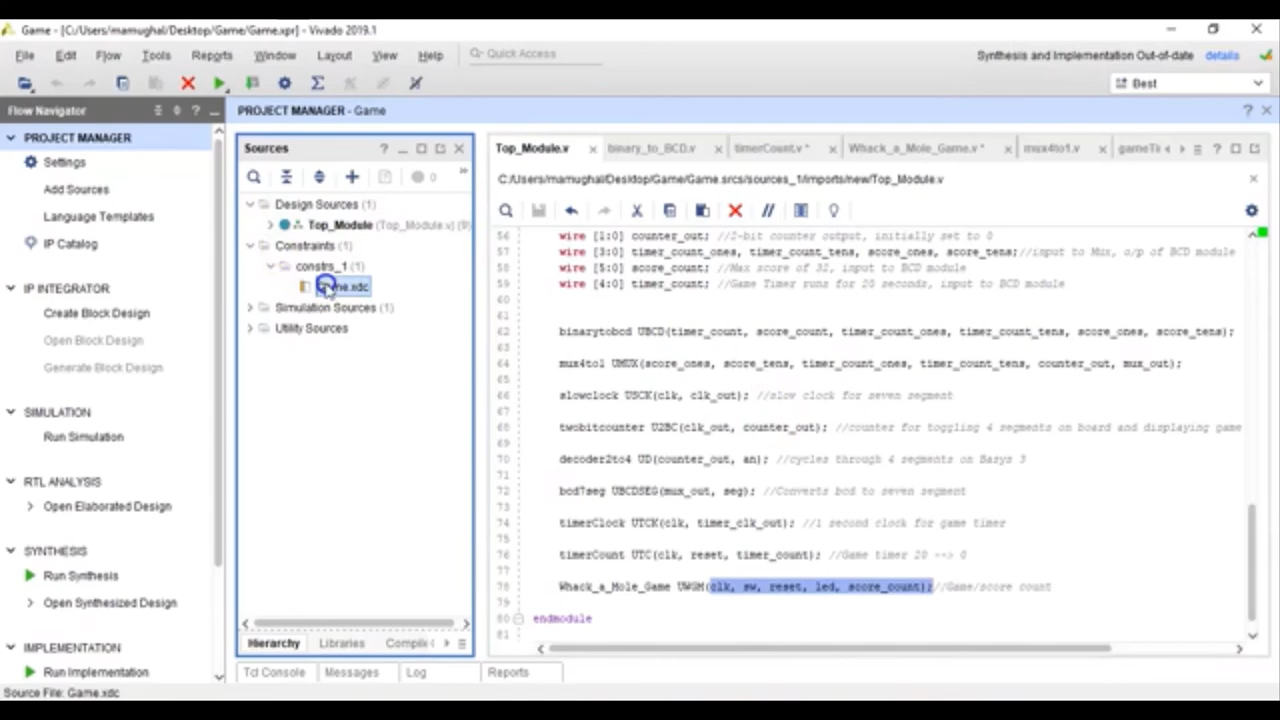 Game - [C:/Users/mamughal/Desktop/Game/Game.xpr] - Vivado 2019.1
File Edit Flow Tools Reports Window Layout View Help Quick Access
Synthesis and Implementation Out-of-date details
Best
Flow Navigator
PROJECT MANAGER - Game
PROJECT MANAGER
Settings
Add Sources
Language Templates
IP Catalog
IP INTEGRATOR
Create Block Design
Open Block Design
Generate Block Design
SIMULATION
Run Simulation
RTL ANALYSIS
Open Elaborated Design
SYNTHESIS
Run Synthesis
Open Synthesized Design
IMPLEMENTATION
Run Implementation
Source File: Game.xdc
Sources
0
Design Sources (1)
Top_Module (Top_Module.v) (9)
Constraints (1)
constrs_1 (1)
Simulation Sources (1)
Utility Sources
Hierarchy Libraries
Tcl Console Messages Log Reports
Top_Module.v binary_to_BCD.v timerCount.v * Whack_a_Mole_Game.v * mux4to1.v
C:/Users/mamughal/Desktop/Game/Game.srcs/sources_1/imports/new/Top_Module.v
56 wire [1:0] counter_out; //2-bit counter output, initially set to 0
57 wire [3:0] timer_count_ones, timer_count_tens, score_ones, score_tens;//input to Mux, o/p of BCD module
58 wire [5:0] score_count; //Max score of 32, input to BCD module
59 wire [4:0] timer_count; //Game Timer runs for 20 seconds, input to BCD module
60
61
62 binarytobcd UBCD(timer_count, score_count, timer_count_ones, timer_count_tens, score_ones, score_tens);
63
64 mux4to1 UMUX(score_ones, score_tens, timer_count_ones, timer_count_tens, counter_out, mux_out);
65
66 slowclock USCK(clk, clk_out); //slow clock for seven segment
67
68 twobitcounter U2BC(clk_out, counter_out); //counter for toggling 4 segments on board and displaying game
69
70 decoder2to4 UD(counter_out, an); //cycles through 4 segments on Basys 3
71
72 bcd7seg UBCDSEG(mux_out, seg); //Converts bcd to seven segment
73
74 timerClock UTCK(clk, timer_clk_out); //1 second clock for game timer
75
76 timerCount UTC(clk, reset, timer_count); //Game timer 20 --> 0
77
78 Whack_a_Mole_Game UWGM(clk, sw, reset, led, score_count);//Game/score count
79
80 endmodule
81